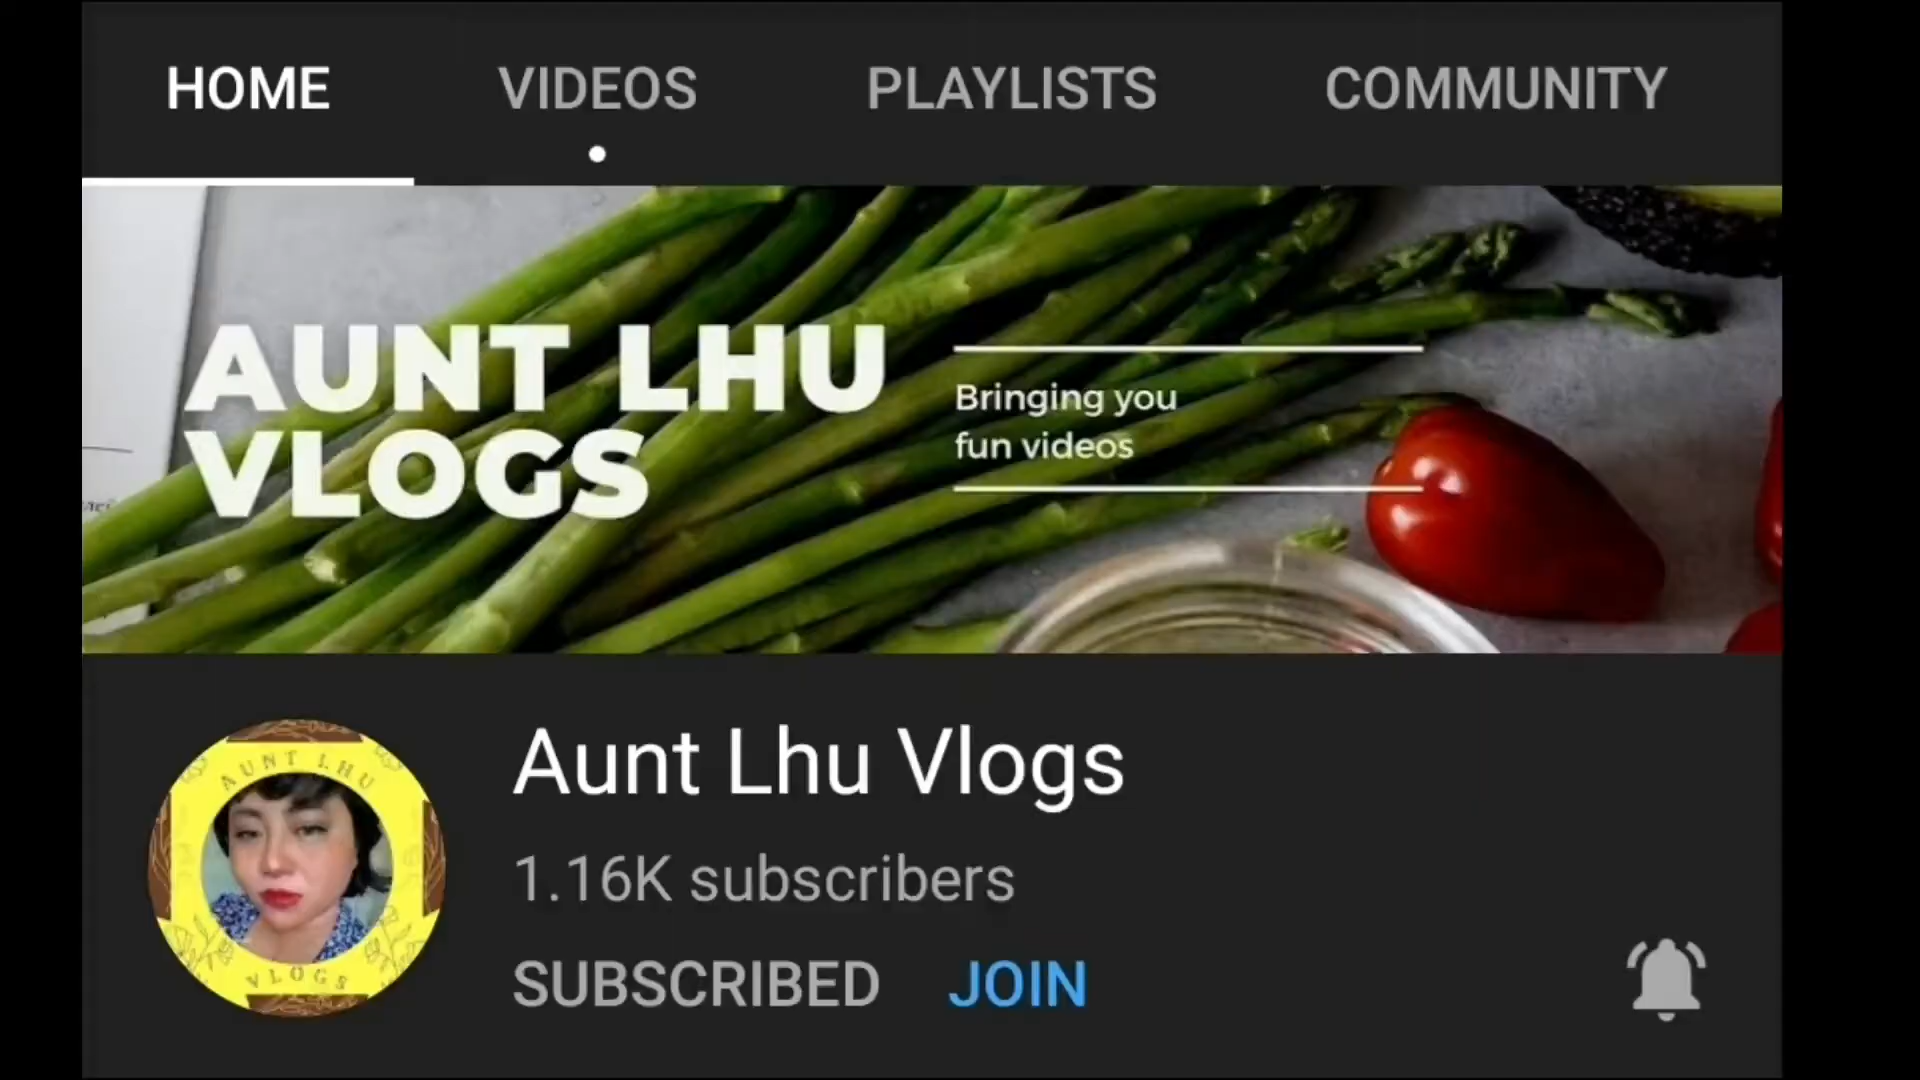 HOME VIDEOS PLAYLISTS COMMUNITY
AUNT LHU
VLOGS
Bringing you
fun videos
AUNT LHU
VLOGS
Aunt Lhu Vlogs
1.16K subscribers
SUBSCRIBED JOIN